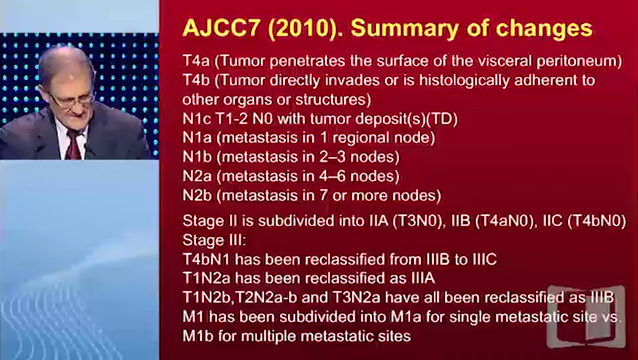 AJCC7 (2010). Summary of changes
T4a (Tumor penetrates the surface of the visceral peritoneum)
T4b (Tumor directly invades or is histologically adherent to
other organs or structures)
N1c T1-2 N0 with tumor deposit(s)(TD)
N1a (metastasis in 1 regional node)
N1b (metastasis in 2–3 nodes)
N2a (metastasis in 4–6 nodes)
N2b (metastasis in 7 or more nodes)
Stage II is subdivided into IIA (T3N0), IIB (T4aN0), IIC (T4bN0)
Stage III:
T4bN1 has been reclassified from IIIB to IIIC
T1N2a has been reclassified as IIIA
T1N2b,T2N2a-b and T3N2a have all been reclassified as IIIB
M1 has been subdivided into M1a for single metastatic site vs.
M1b for multiple metastatic sites